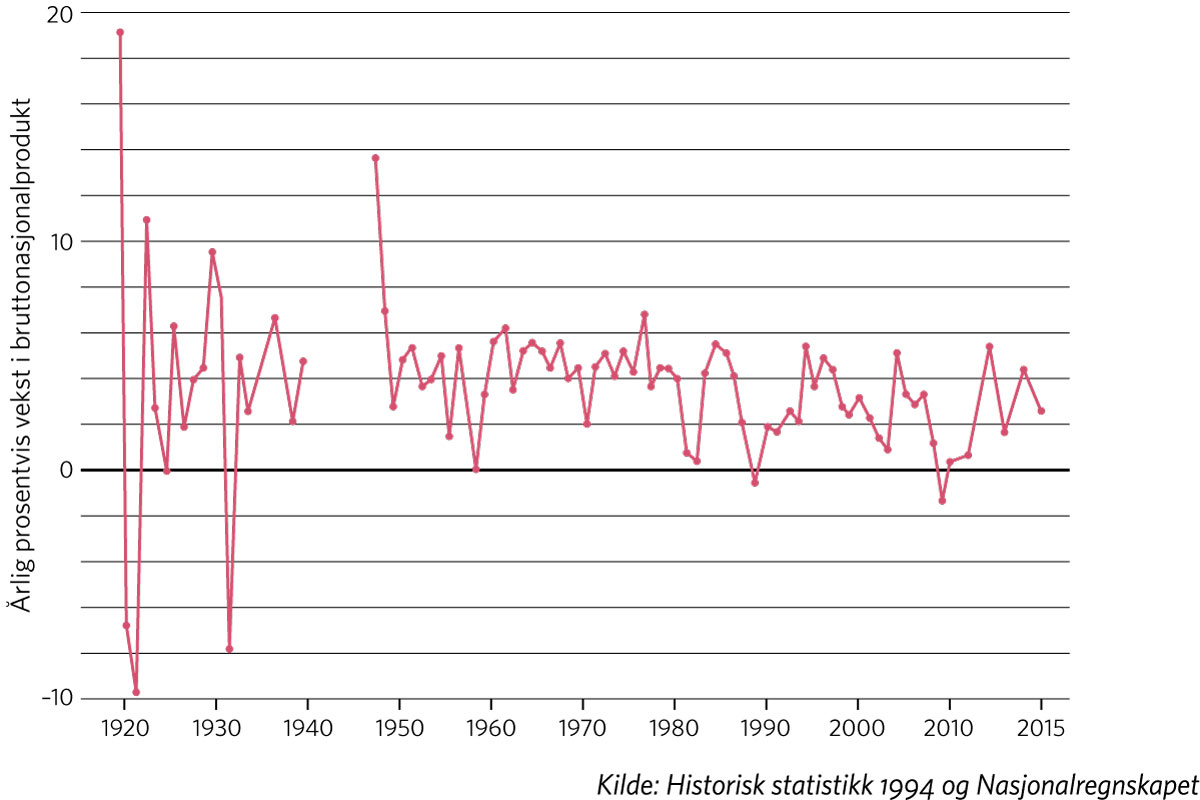 Årlig prosentvis vekst i bruttonasjonalprodukt
20
10
0
-10
1920 1930 1940 1950 1960 1970 1980 1990 2000 2010 2015
Kilde: Historisk statistikk 1994 og Nasjonalregnskapet